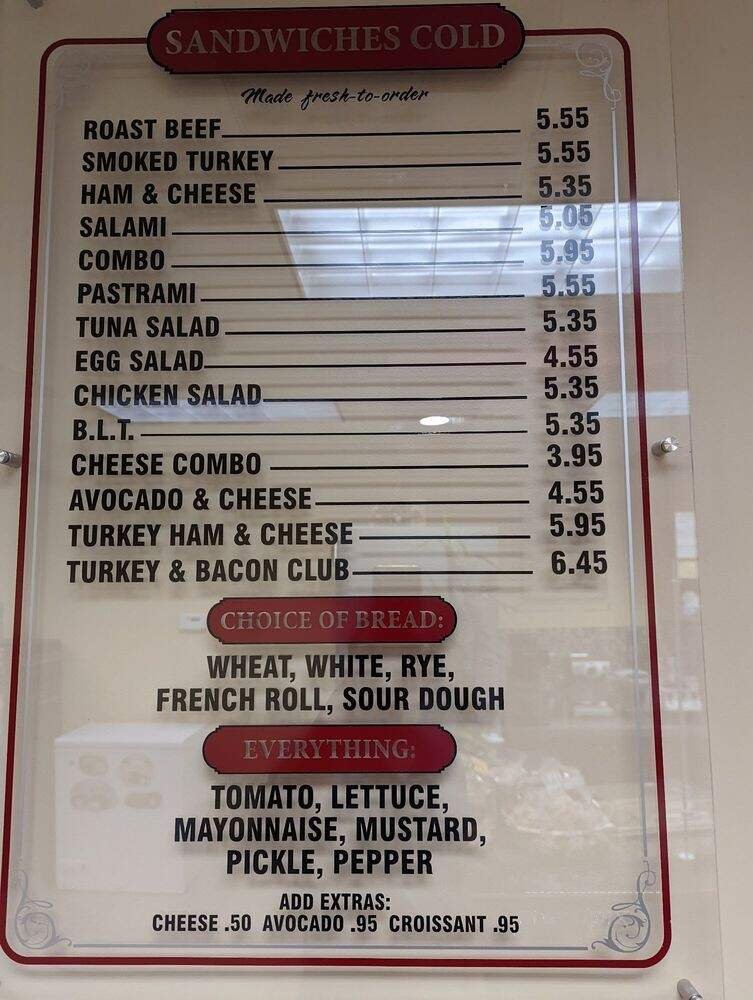 SANDWICHES COLD
Made fresh-to-order
ROAST BEEF 5.55
SMOKED TURKEY 5.55
HAM & CHEESE 5.35
SALAMI 5.05
COMBO 5.95
PASTRAMI 5.55
TUNA SALAD 5.35
EGG SALAD 4.55
CHICKEN SALAD 5.35
B.L.T. 5.35
CHEESE COMBO 3.95
AVOCADO & CHEESE 4.55
TURKEY HAM & CHEESE 5.95
TURKEY & BACON CLUB 6.45
CHOICE OF BREAD:
WHEAT, WHITE, RYE,
FRENCH ROLL, SOUR DOUGH
EVERYTHING:
TOMATO, LETTUCE,
MAYONNAISE, MUSTARD,
PICKLE, PEPPER
ADD EXTRAS:
CHEESE .50 AVOCADO .95 CROISSANT .95